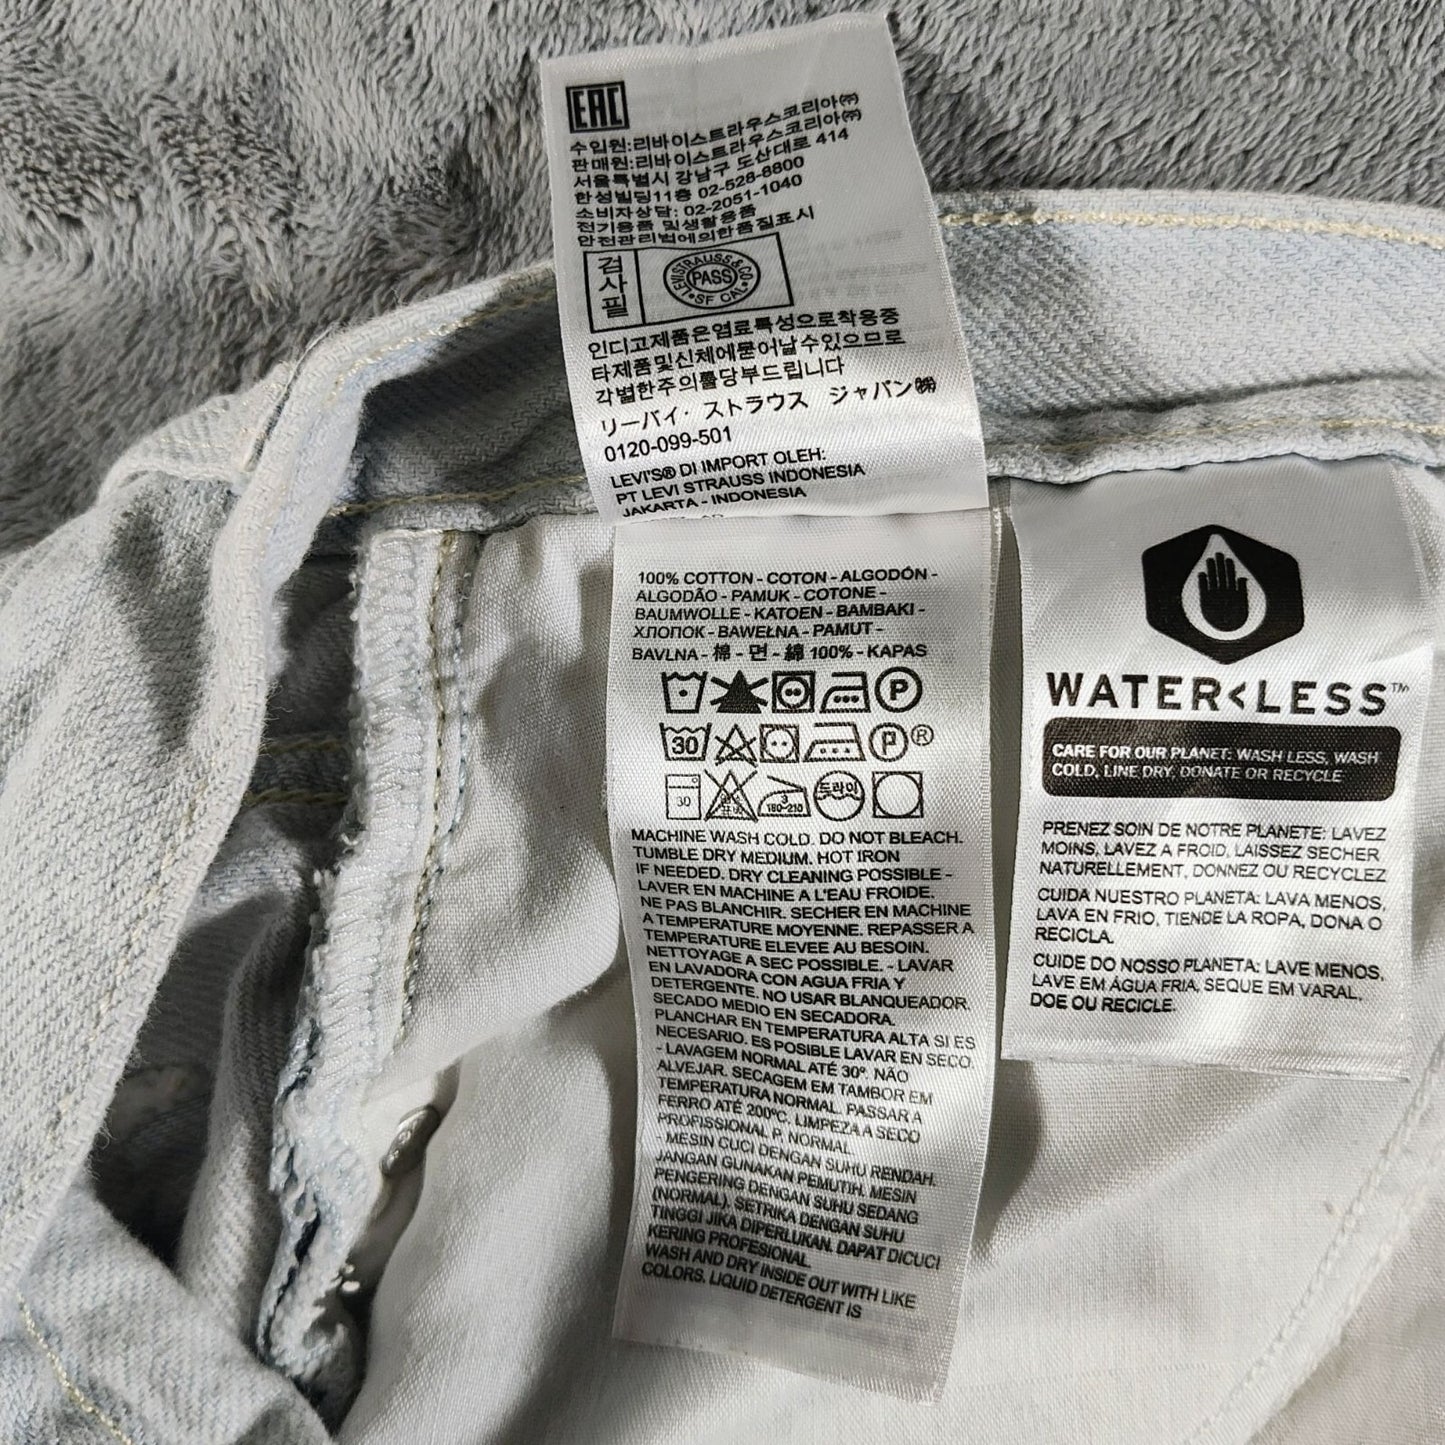 EAC
수입원:리바이스트라우스코리아㈜
판매원:리바이스트라우스코리아㈜
서울특별시 강남구 도산대로 414
한성빌딩11층 02-528-8800
소비자상담: 02-2051-1040
전기용품 및생활용품
안전관리법에의한품질표시
검사필
LEVI STRAUSS & CO
PASS
SF CAL
인디고제품은염료특성으로착용중
타제품및신체에묻어날수있으므로
각별한주의를당부드립니다
リーバイ・ストラウス ジャパン㈱
0120-099-501
LEVI'S® DI IMPORT OLEH:
PT LEVI STRAUSS INDONESIA
JAKARTA - INDONESIA
100% COTTON - COTON - ALGODÓN -
ALGODÃO - PAMUK - COTONE -
BAUMWOLLE - KATOEN - BAMBAKI -
ХЛОПОК - BAWEŁNA - PAMUT -
BAVLNA - 棉 - 면 - 綿 100% - KAPAS
P
30 P ®
30 3 180-210 드라이
MACHINE WASH COLD. DO NOT BLEACH.
TUMBLE DRY MEDIUM. HOT IRON
IF NEEDED. DRY CLEANING POSSIBLE -
LAVER EN MACHINE A L'EAU FROIDE.
NE PAS BLANCHIR. SECHER EN MACHINE
A TEMPERATURE MOYENNE. REPASSER A
TEMPERATURE ELEVEE AU BESOIN.
NETTOYAGE A SEC POSSIBLE. - LAVAR
EN LAVADORA CON AGUA FRIA Y
DETERGENTE. NO USAR BLANQUEADOR.
SECADO MEDIO EN SECADORA.
PLANCHAR EN TEMPERATURA ALTA SI ES
NECESARIO. ES POSIBLE LAVAR EN SECO.
- LAVAGEM NORMAL ATÉ 30º. NÃO
ALVEJAR. SECAGEM EM TAMBOR EM
TEMPERATURA NORMAL. PASSAR A
FERRO ATÉ 200ºC. LIMPEZA A SECO
PROFISSIONAL P. NORMAL.
- MESIN CUCI DENGAN SUHU RENDAH.
JANGAN GUNAKAN PEMUTIH. MESIN
PENGERING DENGAN SUHU SEDANG
(NORMAL). SETRIKA DENGAN SUHU
TINGGI JIKA DIPERLUKAN. DAPAT DICUCI
KERING PROFESIONAL.
WASH AND DRY INSIDE OUT WITH LIKE
COLORS. LIQUID DETERGENT IS
WATER<LESS™
CARE FOR OUR PLANET: WASH LESS, WASH
COLD, LINE DRY, DONATE OR RECYCLE
PRENEZ SOIN DE NOTRE PLANETE: LAVEZ
MOINS, LAVEZ A FROID, LAISSEZ SECHER
NATURELLEMENT, DONNEZ OU RECYCLEZ
CUIDA NUESTRO PLANETA: LAVA MENOS,
LAVA EN FRIO, TIENDE LA ROPA, DONA O
RECICLA.
CUIDE DO NOSSO PLANETA: LAVE MENOS,
LAVE EM ÁGUA FRIA, SEQUE EM VARAL,
DOE OU RECICLE.